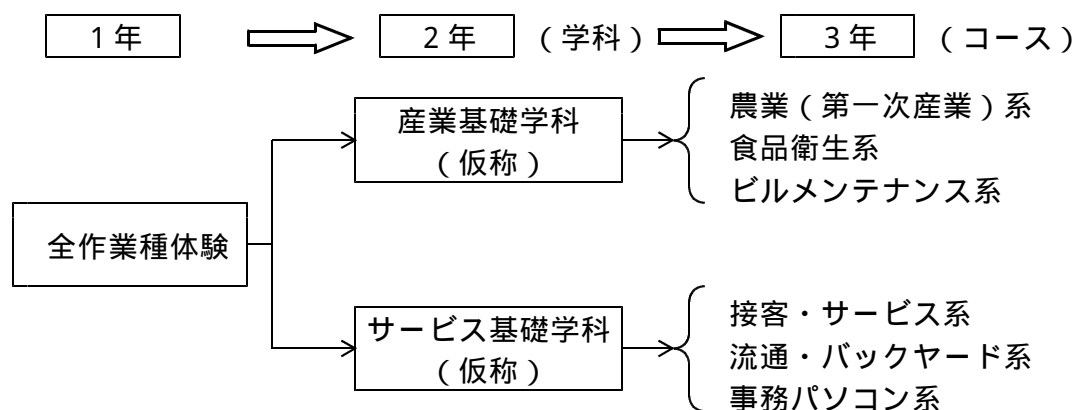 1年 2年 (学科) 3年 (コース)
産業基礎学科
(仮称)
農業(第一次産業)系
食品衛生系
ビルメンテナンス系
全作業種体験
サービス基礎学科
(仮称)
接客・サービス系
流通・バックヤード系
事務パソコン系